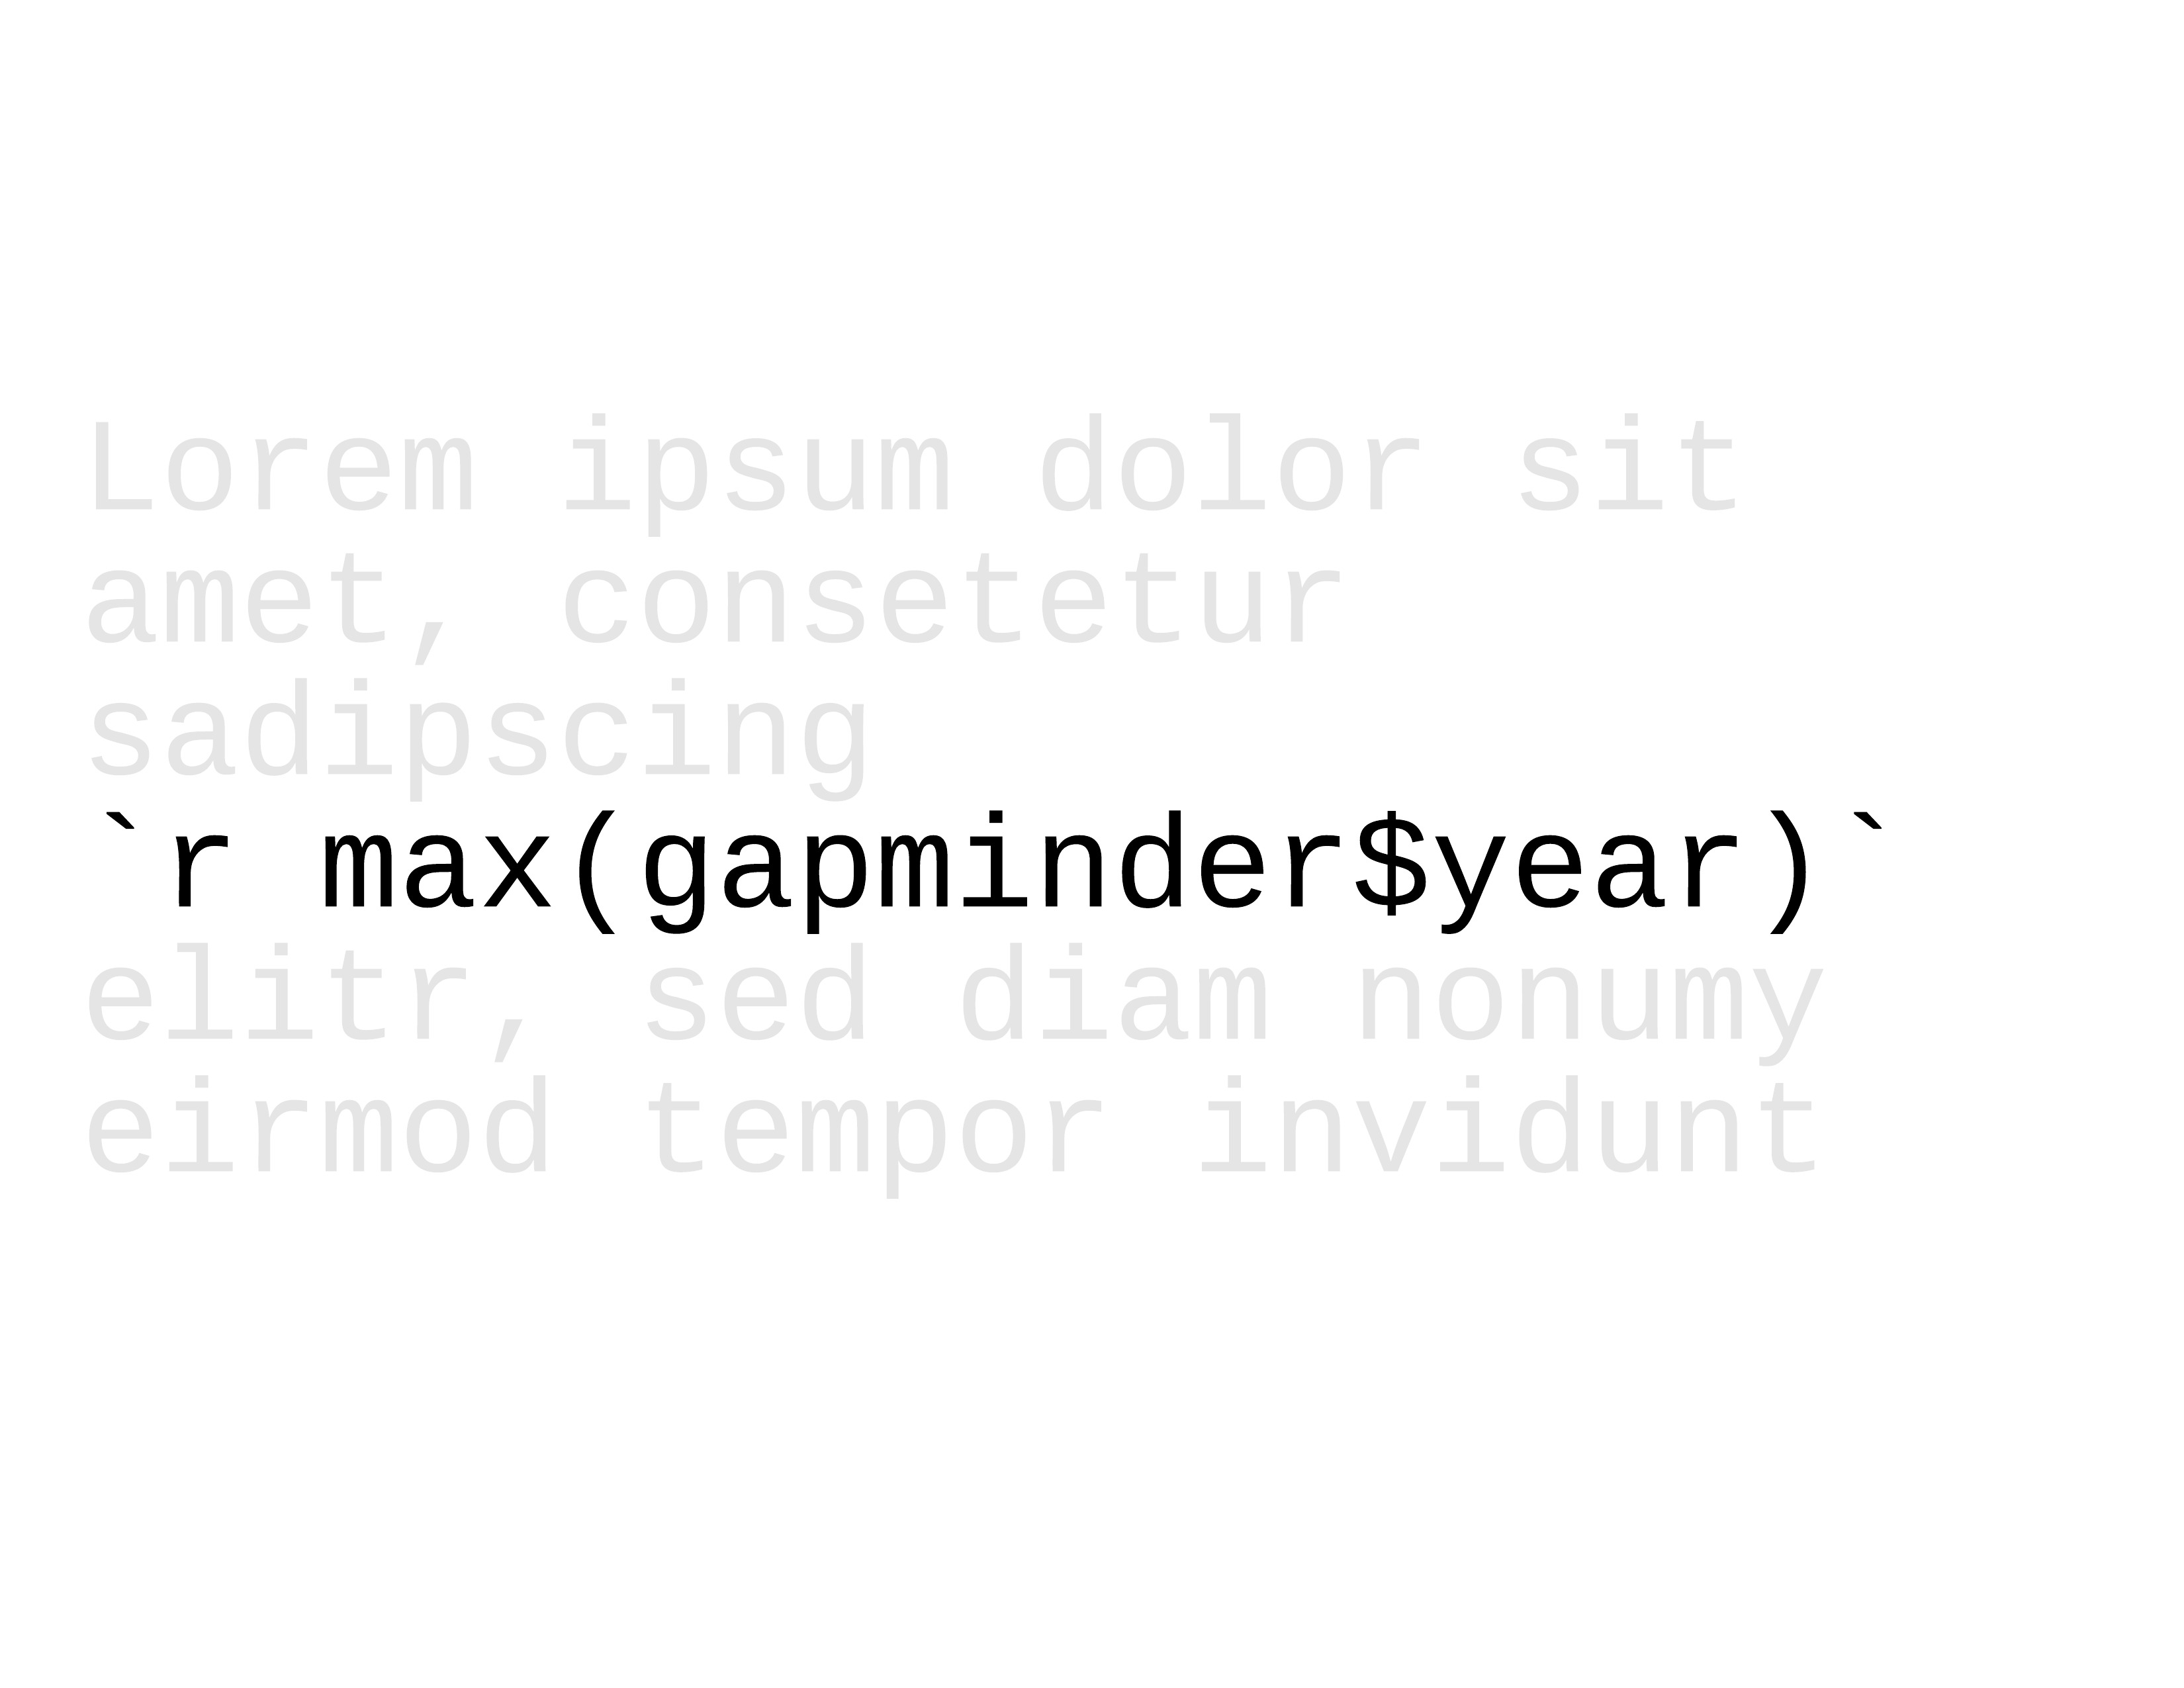 Lorem ipsum dolor sit
amet, consetetur
sadipscing
`r max(gapminder$year)`
elitr, sed diam nonumy
eirmod tempor invidunt